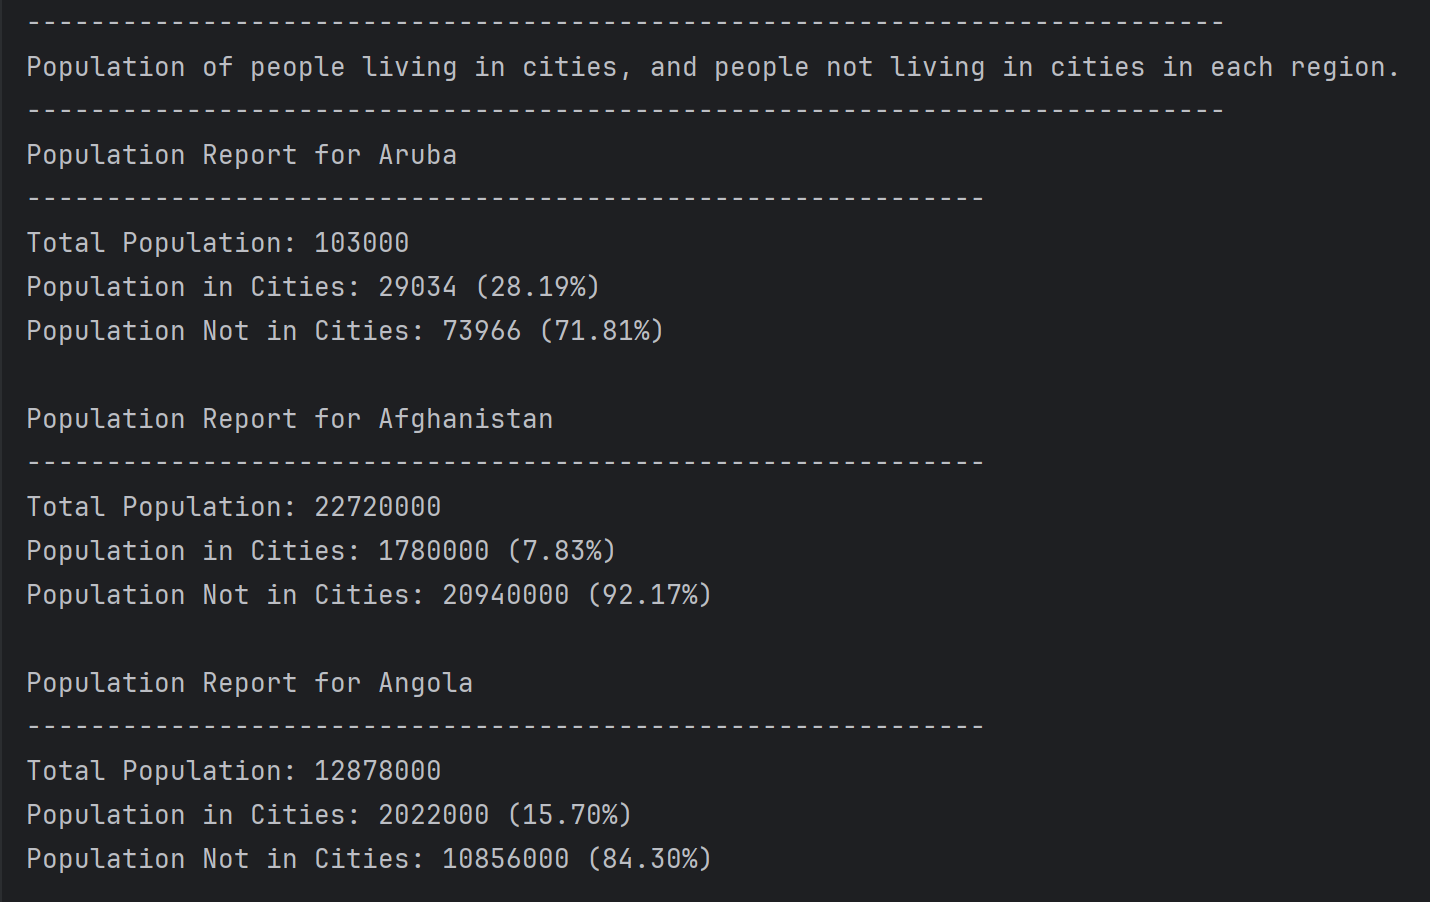 ---------------------------------------------------------------------------
Population of people living in cities, and people not living in cities in each region.
---------------------------------------------------------------------------
Population Report for Aruba
------------------------------------------------------------
Total Population: 103000
Population in Cities: 29034 (28.19%)
Population Not in Cities: 73966 (71.81%)
Population Report for Afghanistan
------------------------------------------------------------
Total Population: 22720000
Population in Cities: 1780000 (7.83%)
Population Not in Cities: 20940000 (92.17%)
Population Report for Angola
------------------------------------------------------------
Total Population: 12878000
Population in Cities: 2022000 (15.70%)
Population Not in Cities: 10856000 (84.30%)